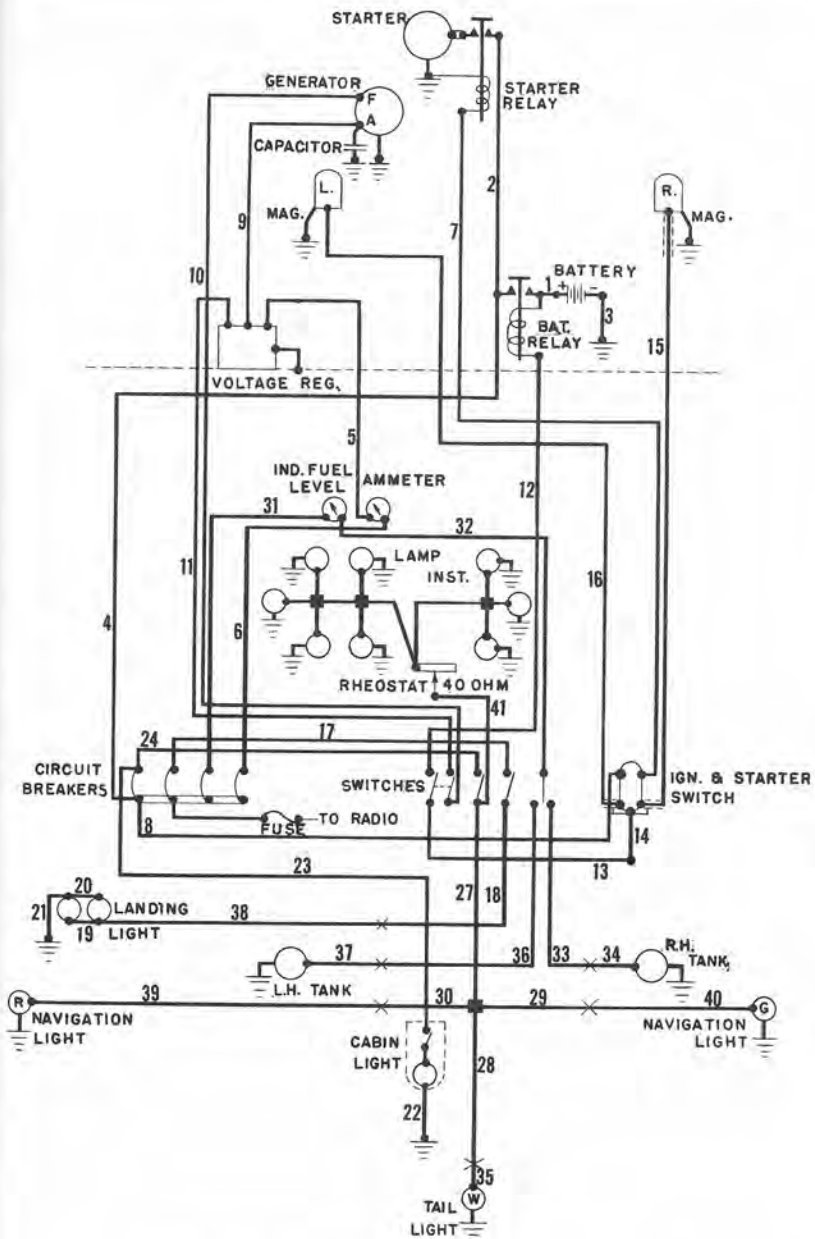 STARTER
GENERATOR
F
STARTER
RELAY
A
CAPACITOR
2
L.
R.
9
7
MAG.
MAG.
10
BATTERY
1
+
-
3
BAT.
RELAY
15
VOLTAGE REG.
5
IND. FUEL
LEVEL
AMMETER
12
31
32
LAMP
11
INST.
16
4
6
RHEOSTAT
40 OHM
41
24
17
CIRCUIT
BREAKERS
SWITCHES
IGN. & STARTER
SWITCH
8
FUSE
TO RADIO
14
13
23
27
18
20
21
LANDING
LIGHT
19
38
37
36
33
34
R.H.
TANK
L.H. TANK
39
30
29
40
R
G
NAVIGATION
LIGHT
NAVIGATION
LIGHT
CABIN
LIGHT
28
22
35
W
TAIL
LIGHT